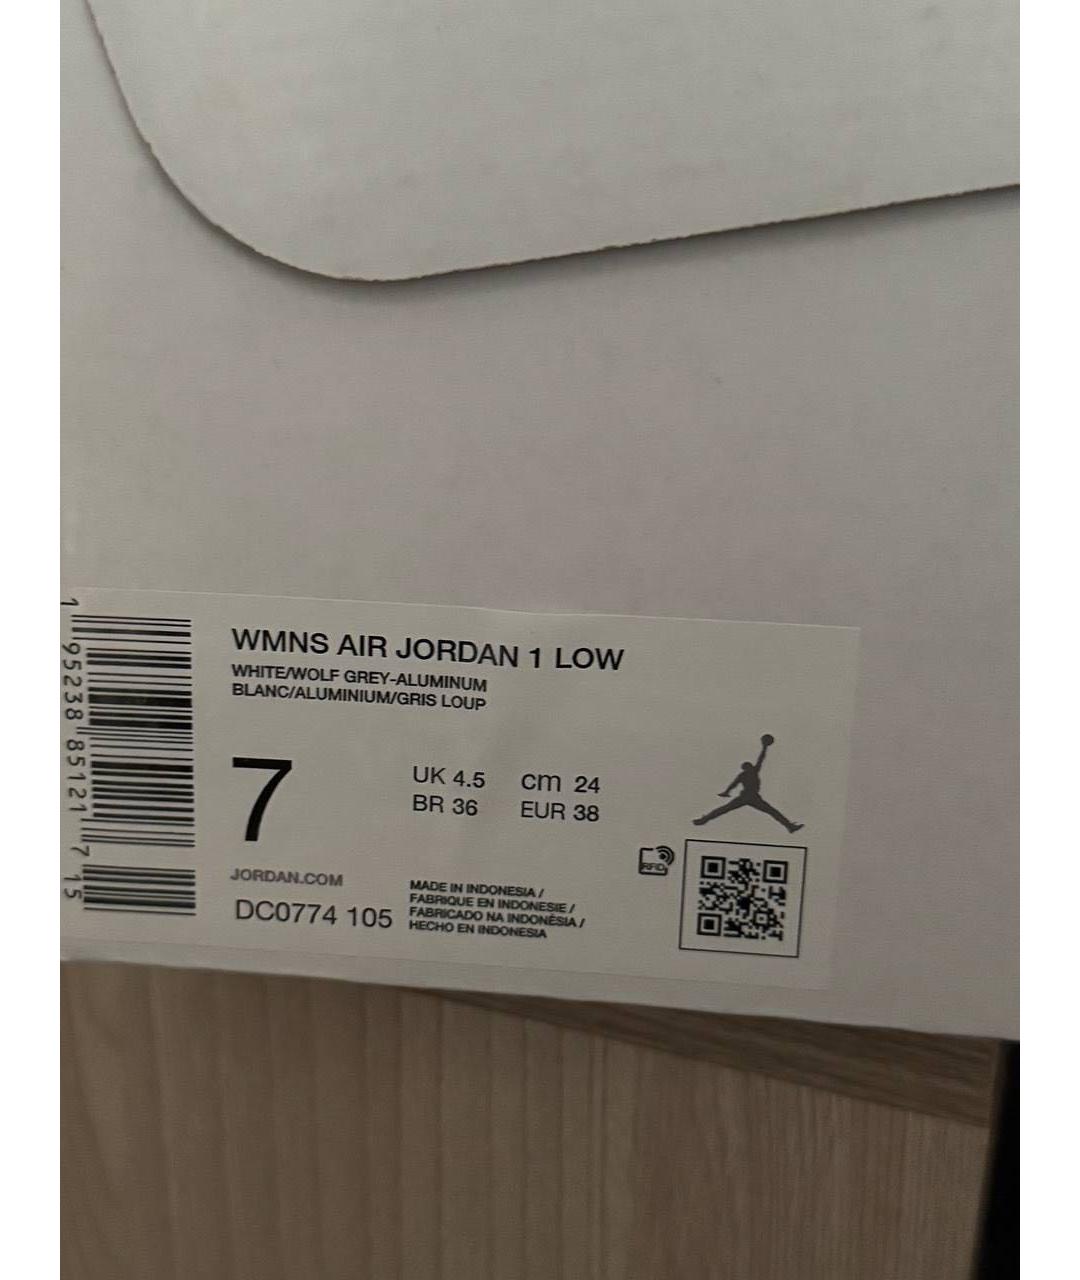 WMNS AIR JORDAN 1 LOW
WHITE/WOLF GREY-ALUMINUM
BLANC/ALUMINIUM/GRIS LOUP
7
UK 4.5 cm 24
BR 36 EUR 38
RFID
JORDAN.COM
DC0774 105
MADE IN INDONESIA /
FABRIQUE EN INDONESIE /
FABRICADO NA INDONÉSIA /
HECHO EN INDONESIA
1 95238 85121 7 15